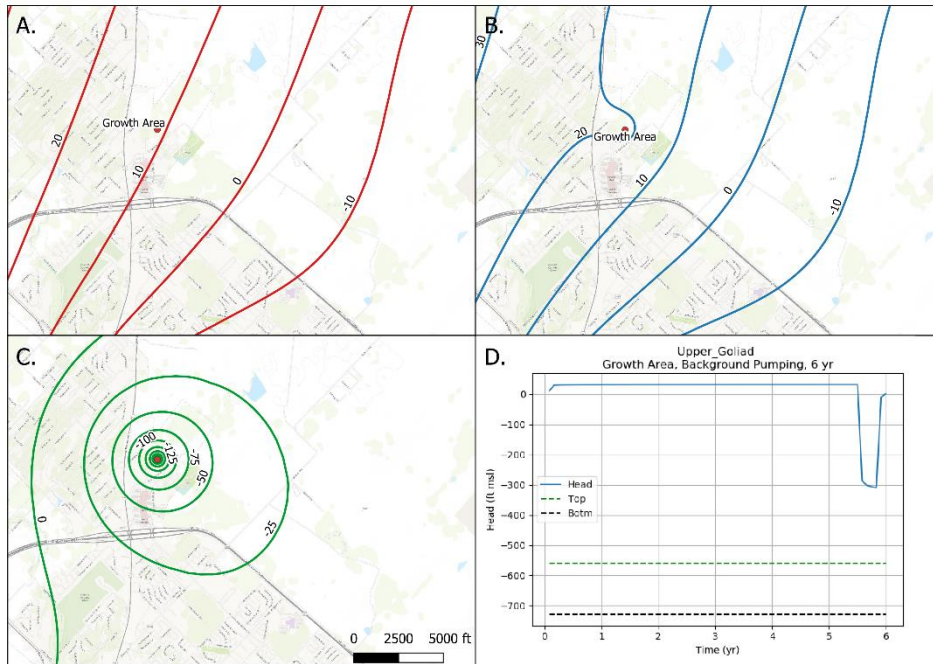 A.
Growth Area
20
10
0
-10
B.
30
20
Growth Area
10
0
-10
C.
-100
-125
-75
-50
-25
0
0 2500 5000 ft
D.
Upper_Goliad
Growth Area, Background Pumping, 6 yr
Head (ft msl)
0
−100
−200
−300
−400
−500
−600
−700
Head
Top
Botm
0 1 2 3 4 5 6
Time (yr)